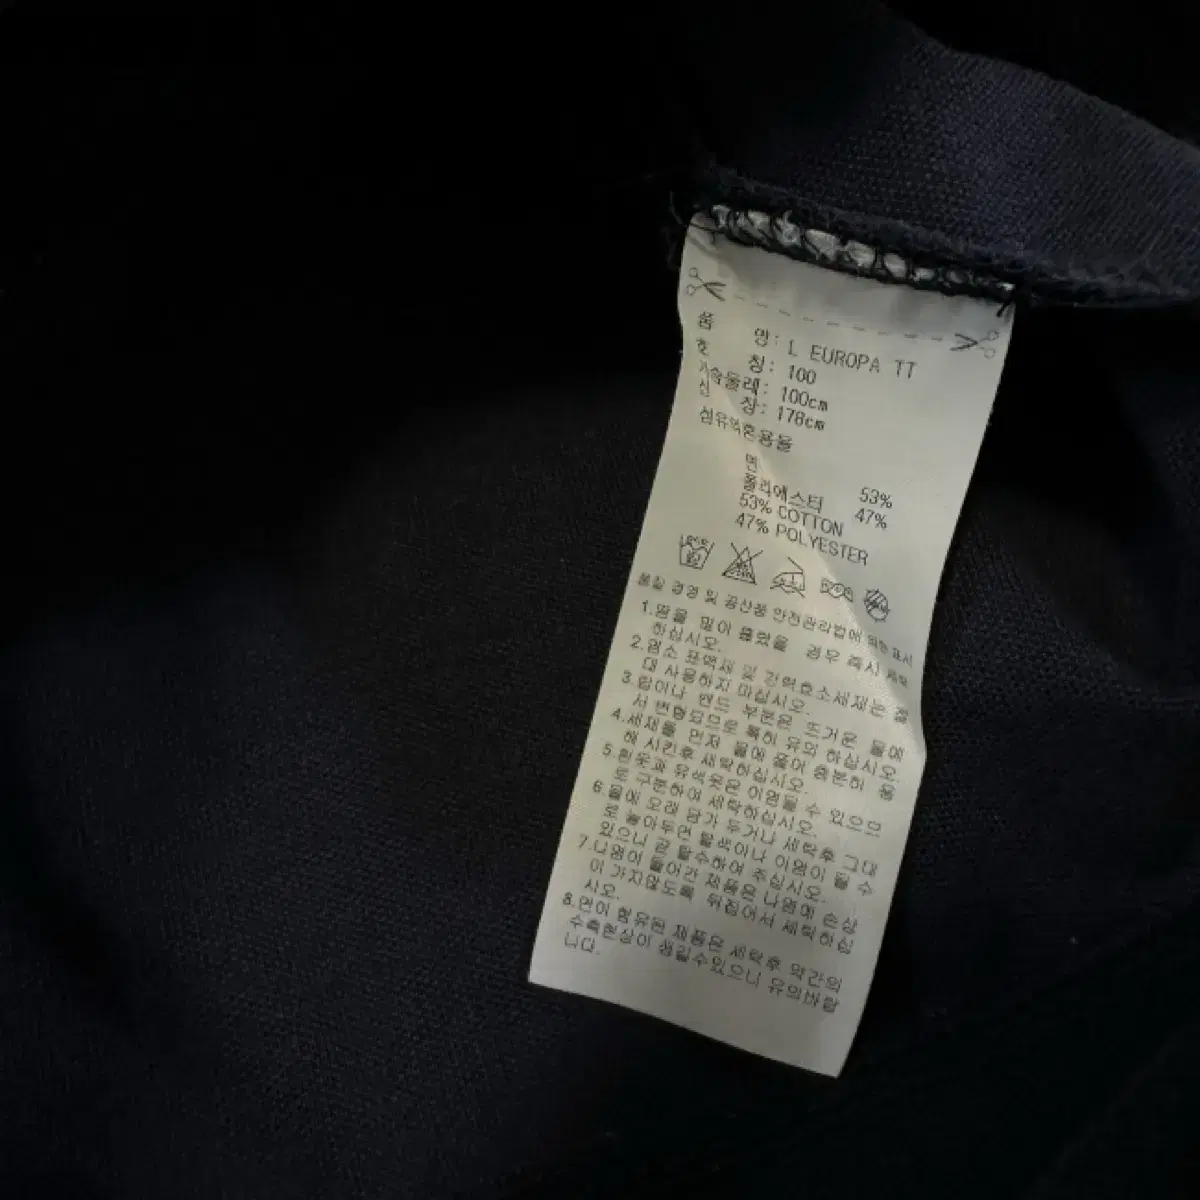 품 명: L EUROPA TT
호 칭: 100
가슴둘레: 100cm
신 장: 178cm
섬유의혼용율
면 53%
폴리에스터 47%
53% COTTON
47% POLYESTER
품질 경영 및 공산품 안전관리법에 의한 표시
1.땀을 많이 흘렸을 경우 즉시 세탁
하십시오.
2.염소 표백제 및 강력효소세제는 절
대 사용하지 마십시오.
3.랍이나 밴드 부분은 뜨거운 물에
서 변형되므로 특히 유의 하십시오.
4.세제를 먼저 물에 풀어 충분히 용
해 시킨후 세탁하십시오.
5.흰옷과 유색옷은 이염될 수 있으므
로 구분하여 세탁하십시오.
6.물에 오래 담가 두거나 세탁후 그대
로 놓아두면 탈색이나 이염이 될 수
있으니 곧 탈수하여 주십시오.
7.나염이 들어간 제품은 나염에 손상
이 가지않도록 뒤집어서 세탁하십
시오.
8.면이 함유된 제품은 세탁후 약간의
수축현상이 생길수있으니 유의바랍
니다.